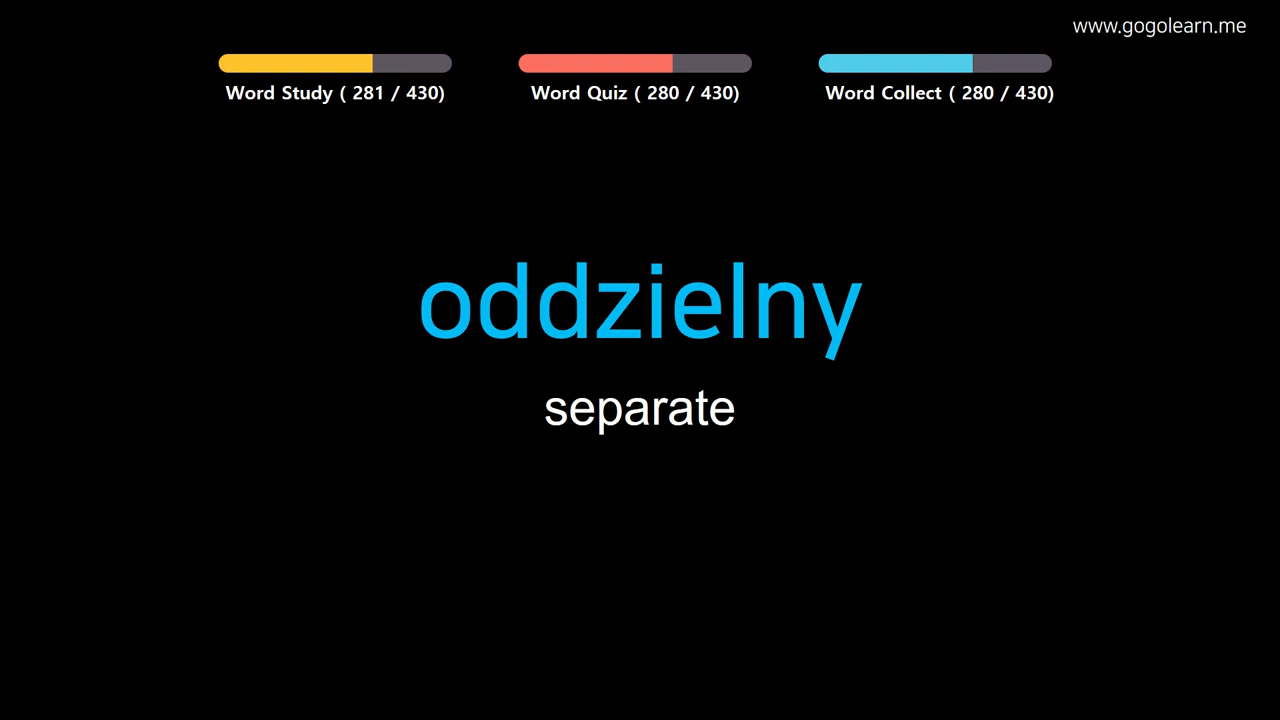 www.gogolearn.me
Word Study ( 281 / 430)
Word Quiz ( 280 / 430)
Word Collect ( 280 / 430)
oddzielny
separate